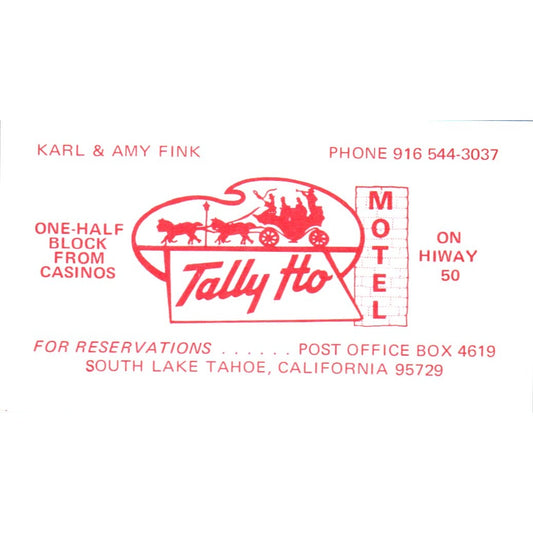 KARL & AMY FINK
PHONE 916 544-3037
ONE-HALF
BLOCK
FROM
CASINOS
Tally Ho
MOTEL
ON
HIWAY
50
FOR RESERVATIONS . . . . . . POST OFFICE BOX 4619
SOUTH LAKE TAHOE, CALIFORNIA 95729